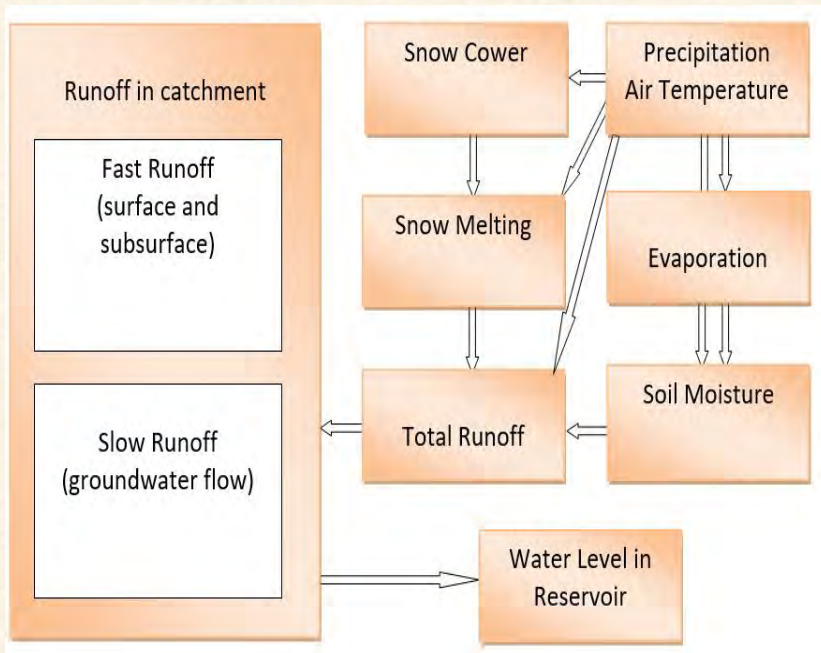 Runoff in catchment
Fast Runoff
(surface and
subsurface)
Slow Runoff
(groundwater flow)
Snow Cower
Precipitation
Air Temperature
Snow Melting
Evaporation
Total Runoff
Soil Moisture
Water Level in
Reservoir